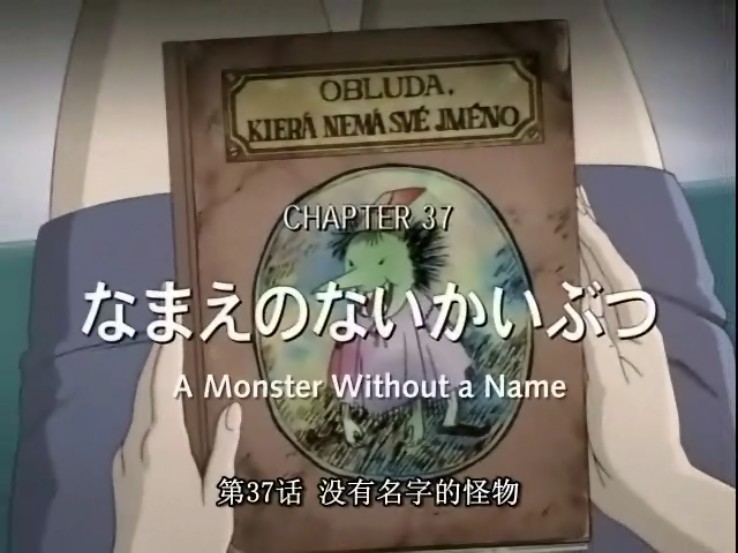 OBLUDA,
KIERÁ NEMÁ SVÉ JMÉNO
CHAPTER 37
なまえのないかいぶつ
A Monster Without a Name
第37话 没有名字的怪物